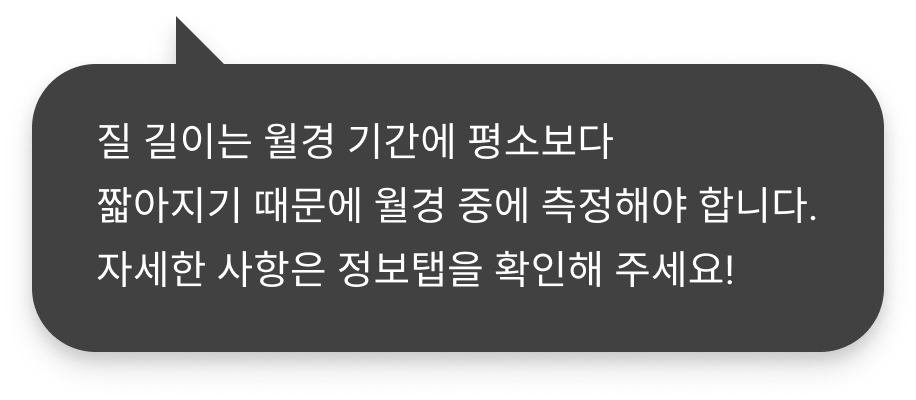 질 길이는 월경 기간에 평소보다
짧아지기 때문에 월경 중에 측정해야 합니다.
자세한 사항은 정보탭을 확인해 주세요!